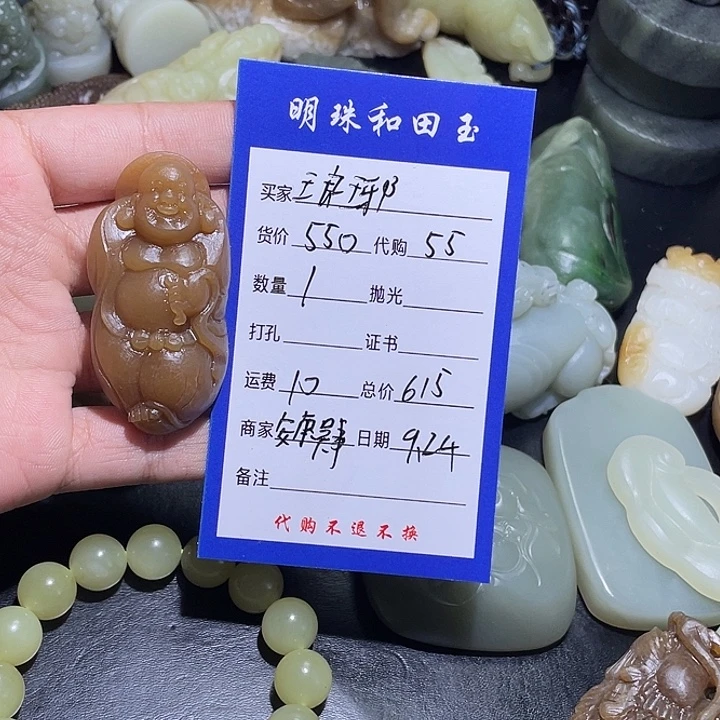 明珠和田玉
买家
货价 550 代购 55
数量 1 抛光
打孔 证书
运费 10 总价 615
商家 安康 日期 9.24
备注
代购不退不换